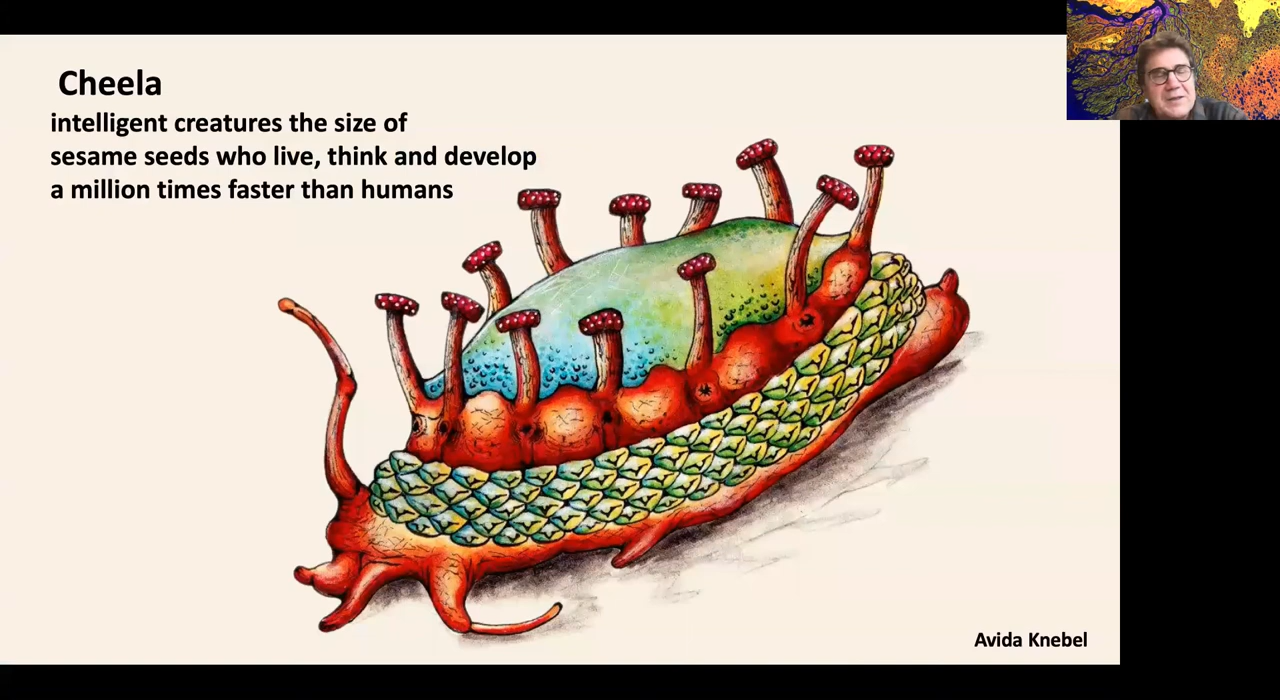 Cheela
intelligent creatures the size of
sesame seeds who live, think and develop
a million times faster than humans
Avida Knebel